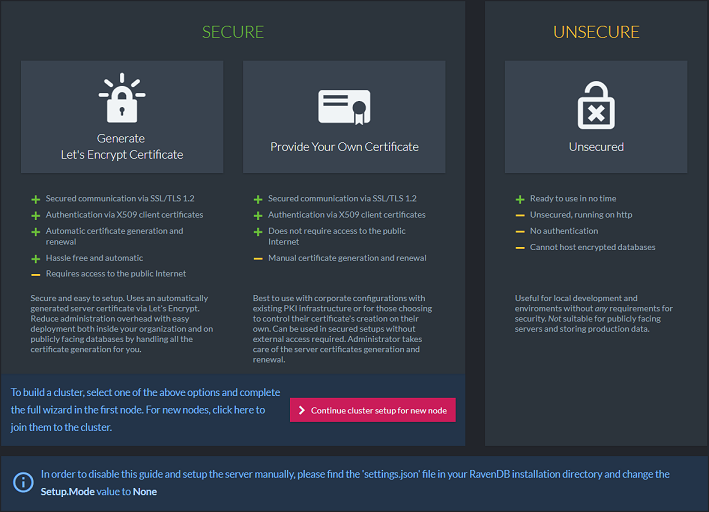 SECURE
Generate
Let's Encrypt Certificate
Secured communication via SSL/TLS 1.2
Authentication via X509 client certificates
Automatic certificate generation and
renewal
Hassle free and automatic
Requires access to the public Internet
Secure and easy to setup. Uses an automatically
generated server certificate via Let's Encrypt.
Reduce administration overhead with easy
deployment both inside your organization and on
publicly facing databases by handling all the
certificate generation for you.
Provide Your Own Certificate
Secured communication via SSL/TLS 1.2
Authentication via X509 client certificates
Does not require access to the public
Internet
Manual certificate generation and renewal
Best to use with corporate configurations with
existing PKI infrastructure or for those choosing
to control their certificate's creation on their
own. Can be used in secured setups without
external access required. Administrator takes
care of the server certificates generation and
renewal.
To build a cluster, select one of the above options and complete
the full wizard in the first node. For new nodes, click here to
join them to the cluster.
Continue cluster setup for new node
UNSECURE
Unsecured
Ready to use in no time
Unsecured, running on http
No authentication
Cannot host encrypted databases
Useful for local development and
enviroments without any requirements for
security. Not suitable for publicly facing
servers and storing production data.
In order to disable this guide and setup the server manually, please find the 'settings.json' file in your RavenDB installation directory and change the
Setup.Mode value to None